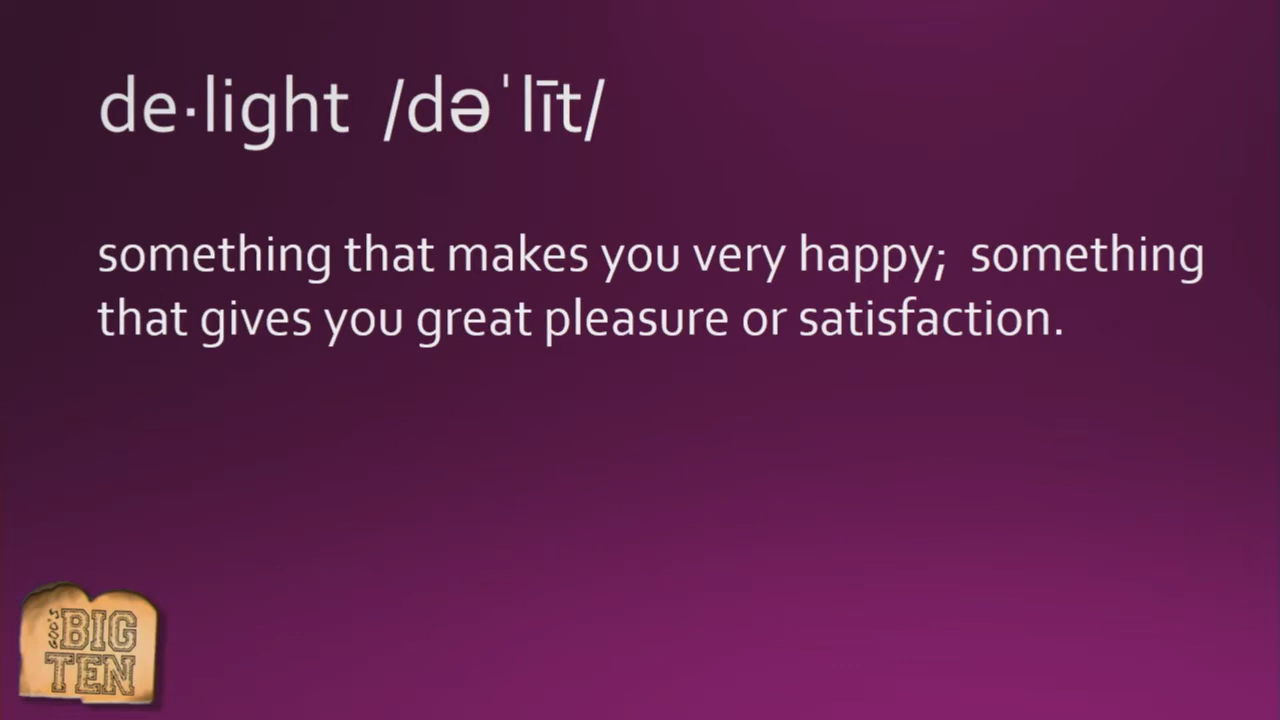 de·light /dəˈlīt/
something that makes you very happy;  something
that gives you great pleasure or satisfaction.
GOD'S
BIG
TEN